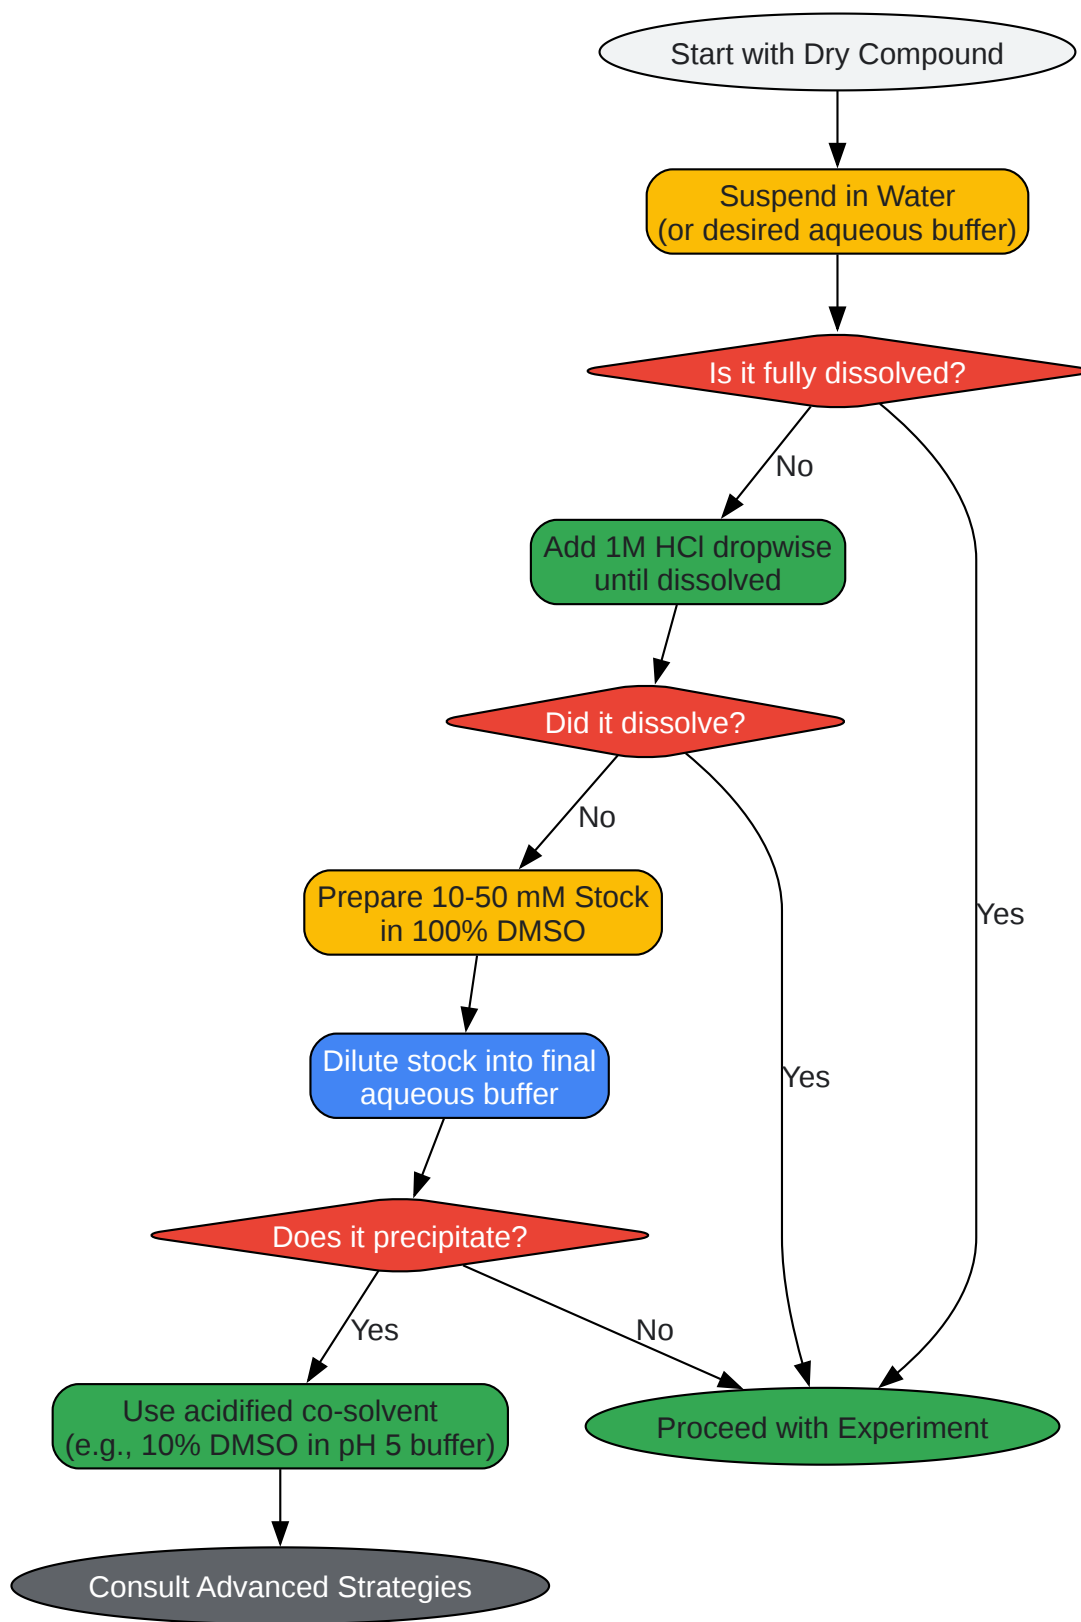 Start with Dry Compound
Suspend in Water
(or desired aqueous buffer)
Is it fully dissolved?
No
Add 1M HCl dropwise
until dissolved
Did it dissolve?
No
Prepare 10-50 mM Stock
in 100% DMSO
Yes
Dilute stock into final
aqueous buffer
Yes
Does it precipitate?
Yes
No
Use acidified co-solvent
(e.g., 10% DMSO in pH 5 buffer)
Proceed with Experiment
Consult Advanced Strategies